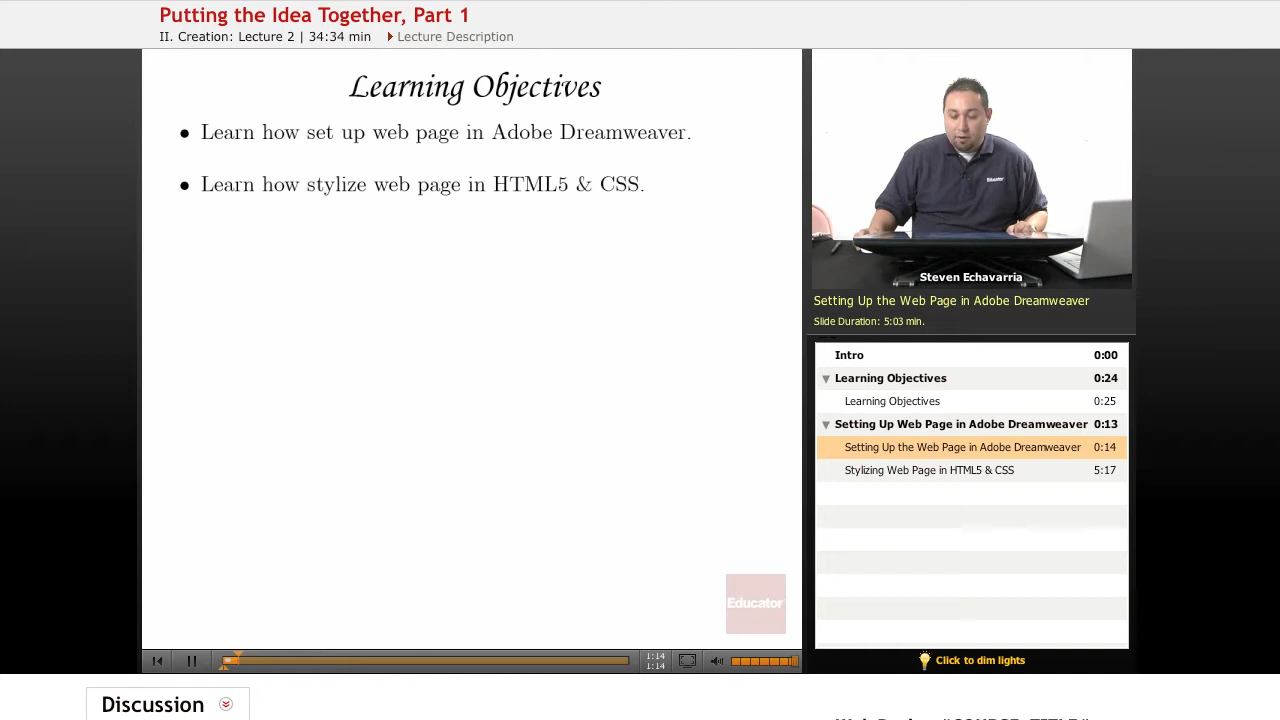 Putting the Idea Together, Part 1
II. Creation: Lecture 2 | 34:34 min Lecture Description
Learning Objectives
• Learn how set up web page in Adobe Dreamweaver.
• Learn how stylize web page in HTML5 & CSS.
Educator
Educator
Steven Echavarria
Setting Up the Web Page in Adobe Dreamweaver
Slide Duration: 5:03 min.
Intro 0:00
Learning Objectives 0:24
Learning Objectives 0:25
Setting Up Web Page in Adobe Dreamweaver 0:13
Setting Up the Web Page in Adobe Dreamweaver 0:14
Stylizing Web Page in HTML5 & CSS 5:17
1:14
1:14
Click to dim lights
Discussion